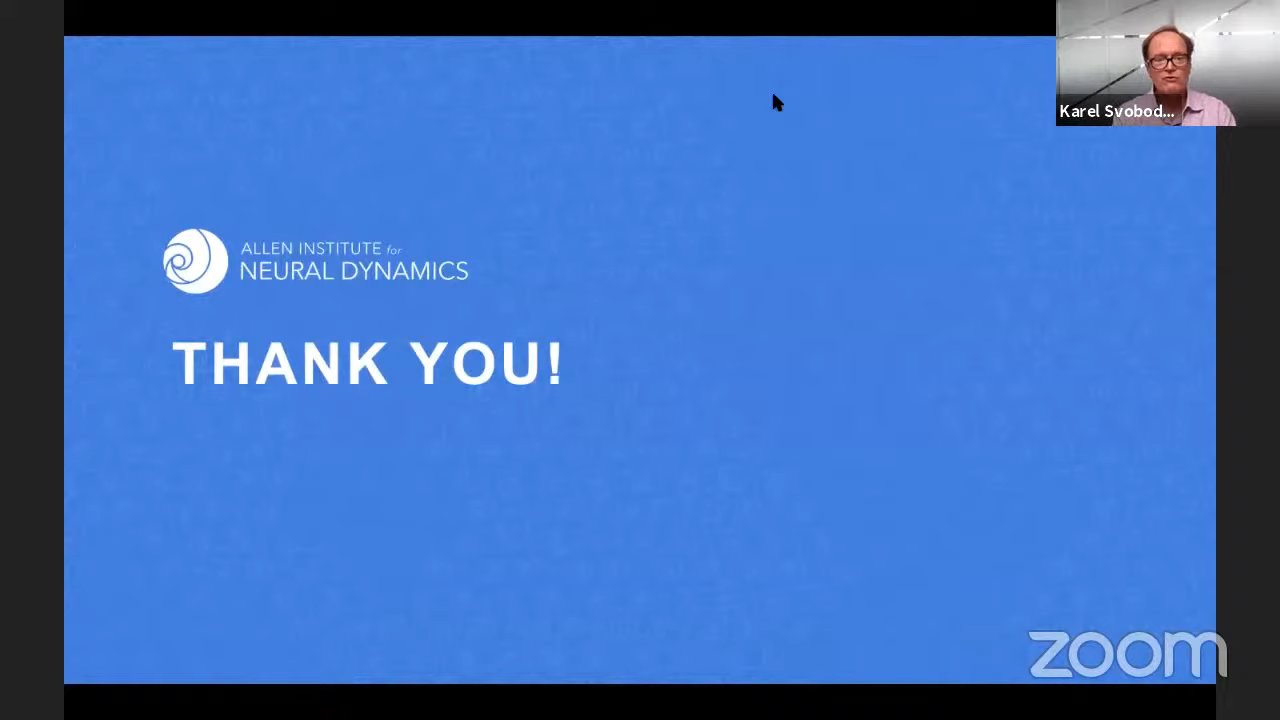 Karel Svobod...
ALLEN INSTITUTE for
NEURAL DYNAMICS
THANK YOU!
zoom